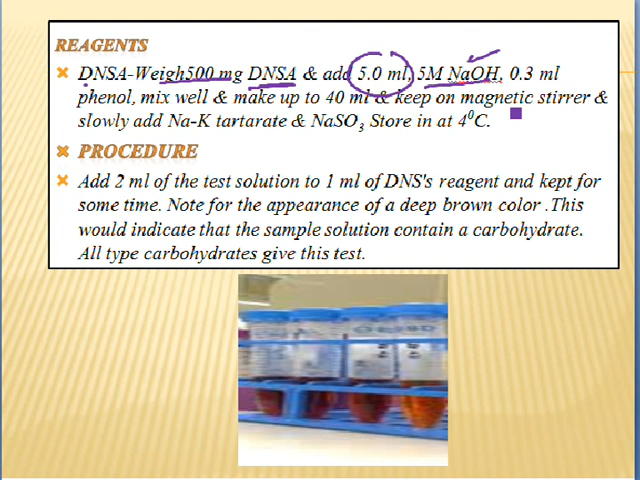 REAGENTS
DNSA-Weigh500 mg DNSA & add 5.0 ml, 5M NaOH, 0.3 ml
phenol, mix well & make up to 40 ml & keep on magnetic stirrer &
slowly add Na-K tartarate & NaSO3 Store in at 4⁰C.
PROCEDURE
Add 2 ml of the test solution to 1 ml of DNS's reagent and kept for
some time. Note for the appearance of a deep brown color .This
would indicate that the sample solution contain a carbohydrate.
All type carbohydrates give this test.